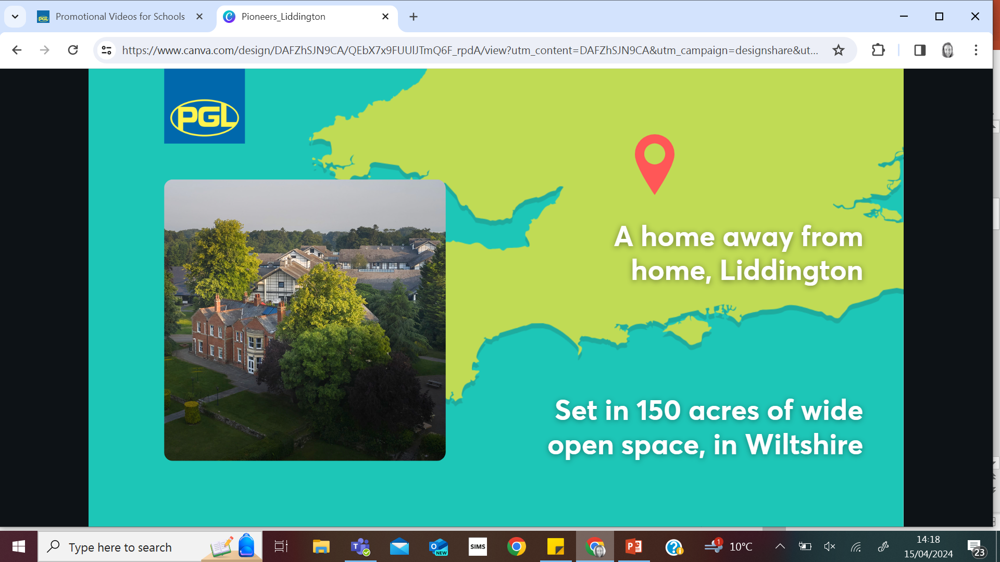 Promotional Videos for Schools
Pioneers_Liddington
https://www.canva.com/design/DAFZhSJN9CA/QEbX7x9FUUlJTmQ6F_rpdA/view?utm_content=DAFZhSJN9CA&utm_campaign=designshare&ut...
PGL
A home away from
home, Liddington
Set in 150 acres of wide
open space, in Wiltshire
Type here to search
NEW
SIMS
1
10°C
14:18
15/04/2024
23